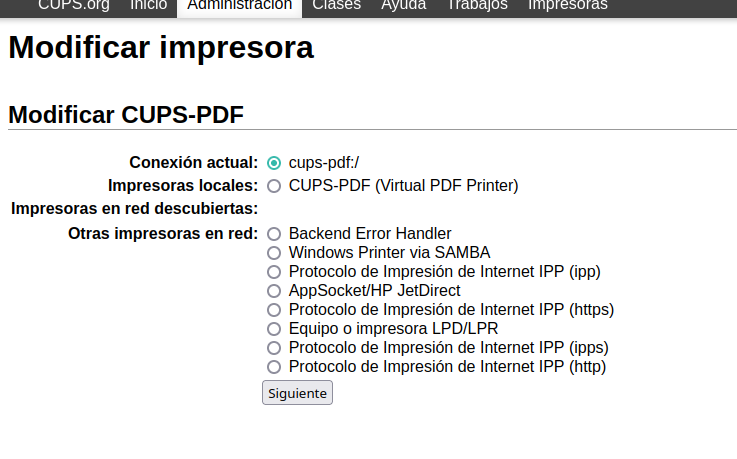 CUPS.org Inicio Administración Clases Ayuda Trabajos Impresoras
Modificar impresora
Modificar CUPS-PDF
Conexión actual: cups-pdf:/
Impresoras locales: CUPS-PDF (Virtual PDF Printer)
Impresoras en red descubiertas:
Otras impresoras en red: Backend Error Handler
Windows Printer via SAMBA
Protocolo de Impresión de Internet IPP (ipp)
AppSocket/HP JetDirect
Protocolo de Impresión de Internet IPP (https)
Equipo o impresora LPD/LPR
Protocolo de Impresión de Internet IPP (ipps)
Protocolo de Impresión de Internet IPP (http)
Siguiente